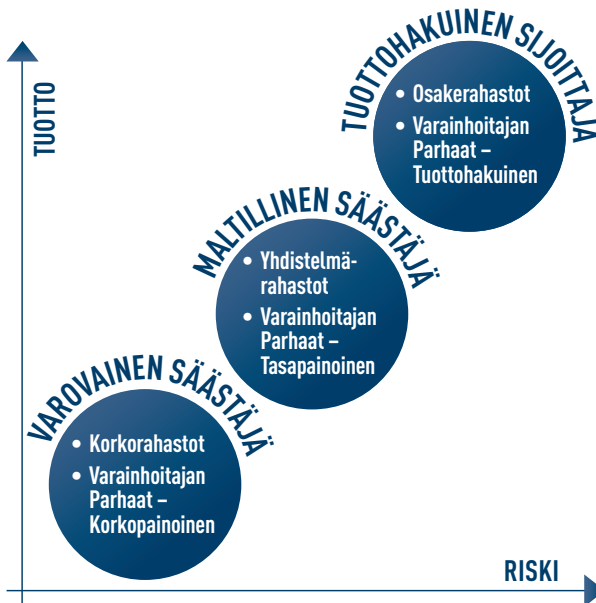 TUOTTO
TUOTTOHAKUINEN SIJOITTAJA
• Osakerahastot
• Varainhoitajan
Parhaat –
Tuottohakuinen
MALTILLINEN SÄÄSTÄJÄ
• Yhdistelmä-
rahastot
• Varainhoitajan
Parhaat –
Tasapainoinen
VAROVAINEN SÄÄSTÄJÄ
• Korkorahastot
• Varainhoitajan
Parhaat –
Korkopainoinen
RISKI